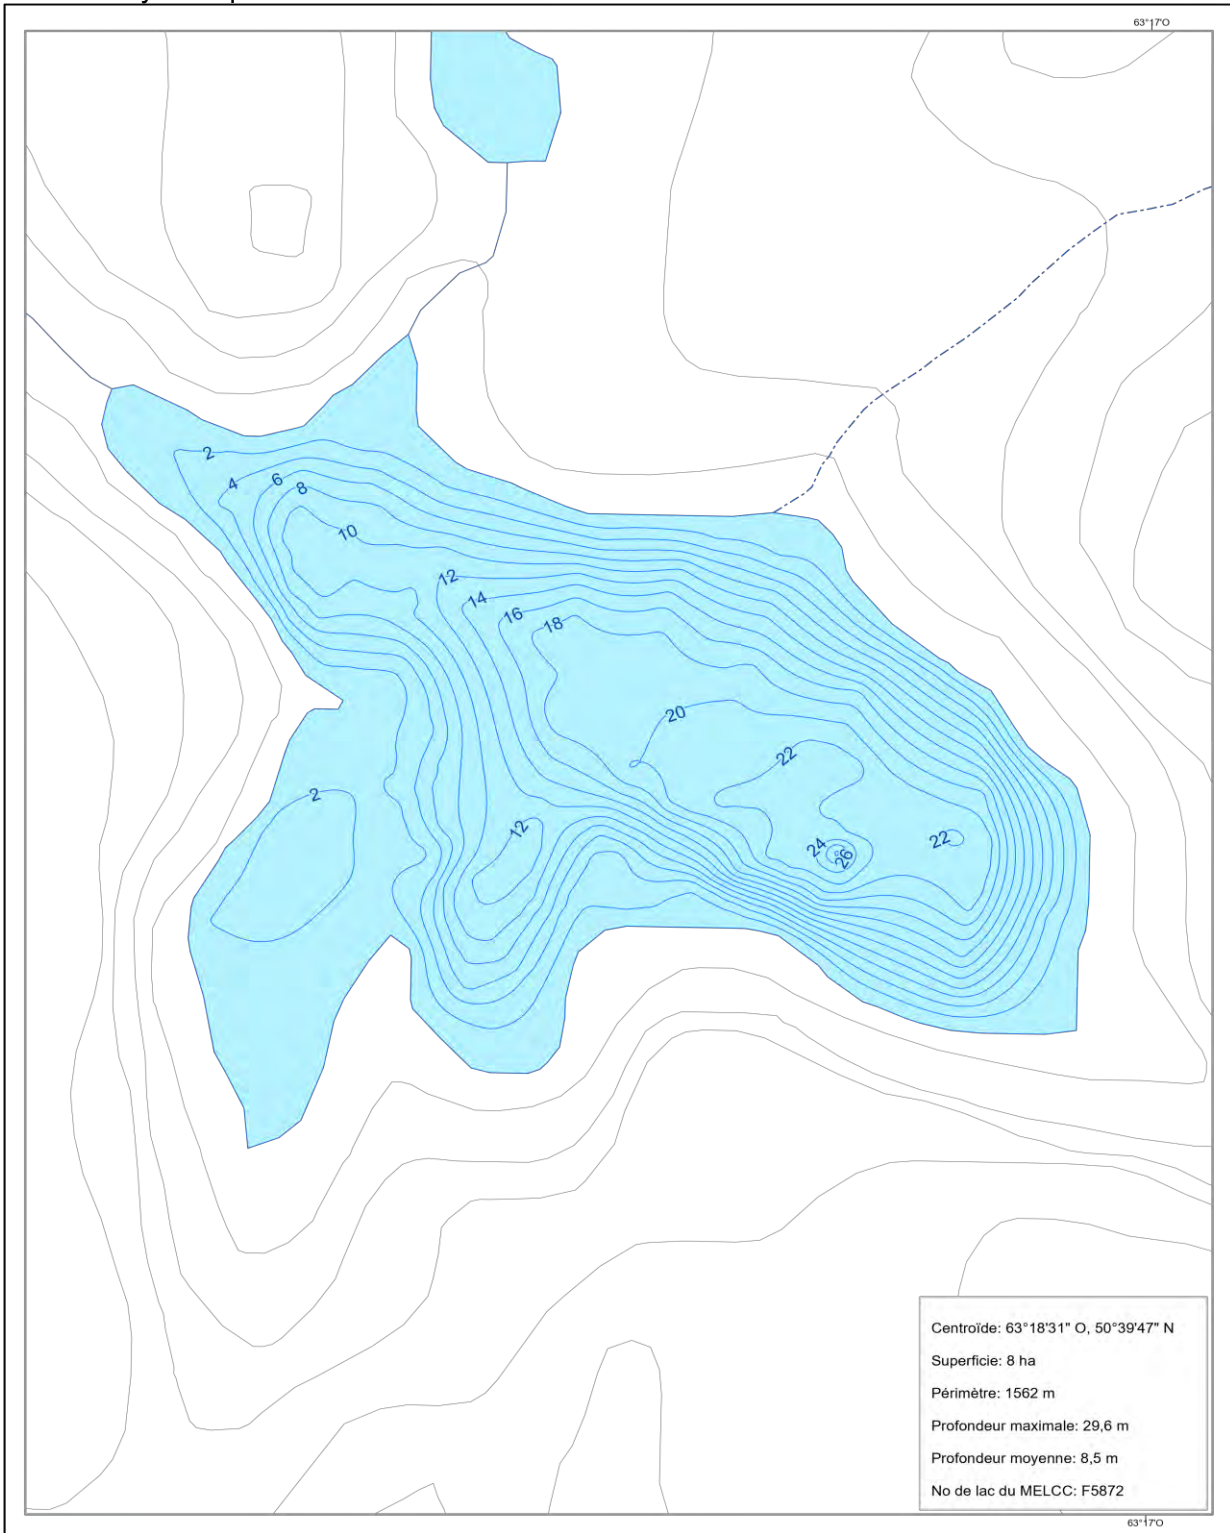 63°17'O
2
4
6
8
10
12
14
16
18
20
22
2
12
24
26
22
Centroïde: 63°18'31" O, 50°39'47" N
Superficie: 8 ha
Périmètre: 1562 m
Profondeur maximale: 29,6 m
Profondeur moyenne: 8,5 m
No de lac du MELCC: F5872
63°17'O